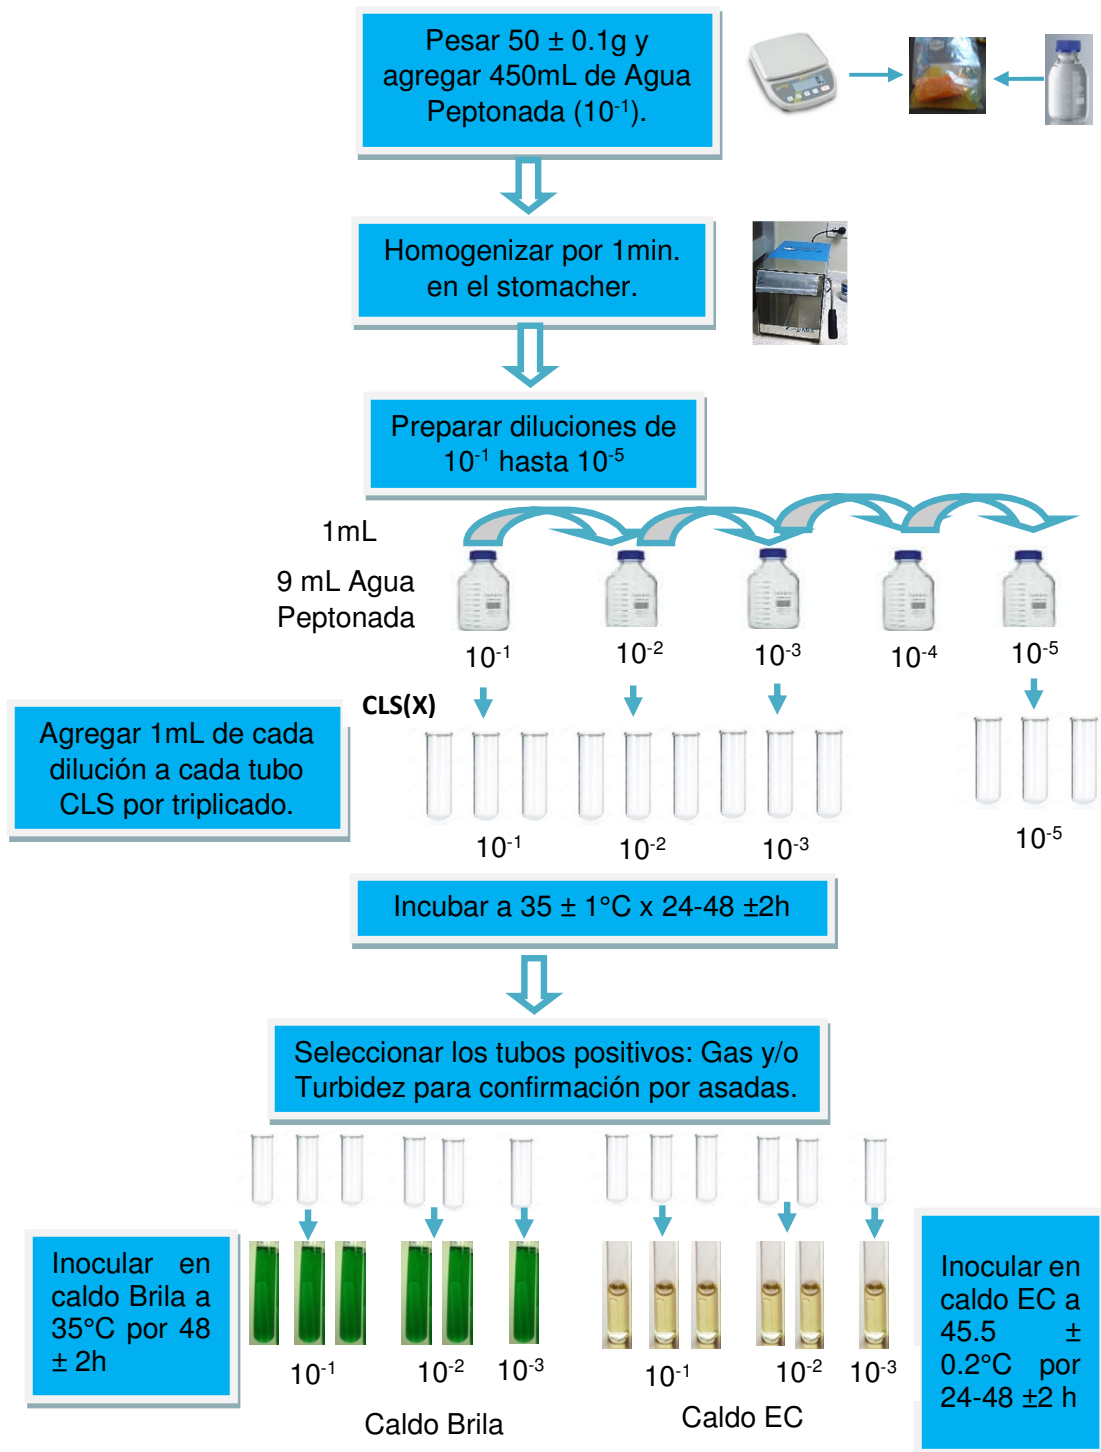 Pesar 50 ± 0.1g y
agregar 450mL de Agua
Peptonada (10⁻¹).
Homogenizar por 1min.
en el stomacher.
Preparar diluciones de
10⁻¹ hasta 10⁻⁵
1mL
9 mL Agua
Peptonada
10⁻¹ 10⁻² 10⁻³ 10⁻⁴ 10⁻⁵
CLS(X)
Agregar 1mL de cada
dilución a cada tubo
CLS por triplicado.
10⁻¹ 10⁻² 10⁻³ 10⁻⁵
Incubar a 35 ± 1°C x 24-48 ±2h
Seleccionar los tubos positivos: Gas y/o
Turbidez para confirmación por asadas.
Inocular en
caldo Brila a
35°C por 48
± 2h
10⁻¹ 10⁻² 10⁻³
Caldo Brila
10⁻¹ 10⁻² 10⁻³
Caldo EC
Inocular en
caldo EC a
45.5 ±
0.2°C por
24-48 ±2 h